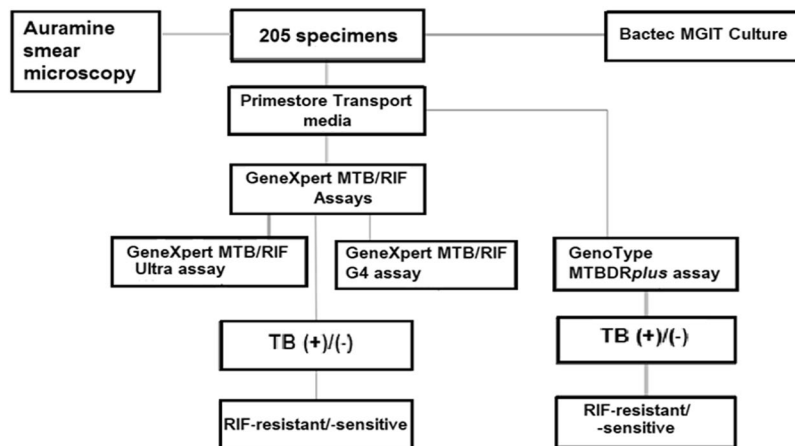 Auramine
smear
microscopy
205 specimens
Bactec MGIT Culture
Primestore Transport
media
GeneXpert MTB/RIF
Assays
GeneXpert MTB/RIF
Ultra assay
GeneXpert MTB/RIF
G4 assay
GenoType
MTBDRplus assay
TB (+)/(-)
TB (+)/(-)
RIF-resistant/-sensitive
RIF-resistant/
-sensitive